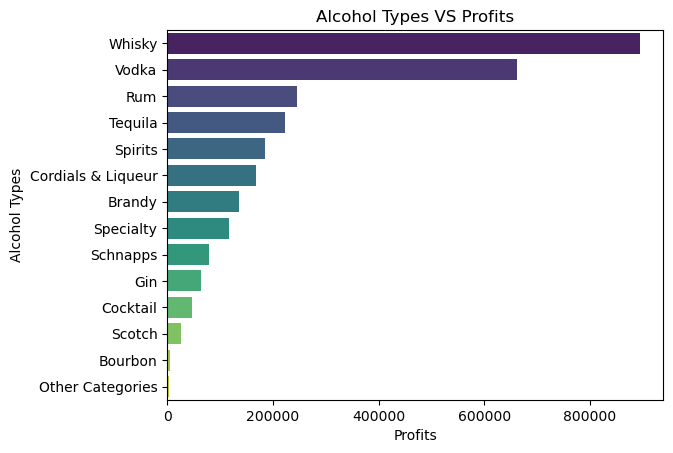 Alcohol Types VS Profits
Alcohol Types
Whisky
Vodka
Rum
Tequila
Spirits
Cordials & Liqueur
Brandy
Specialty
Schnapps
Gin
Cocktail
Scotch
Bourbon
Other Categories
0 200000 400000 600000 800000
Profits